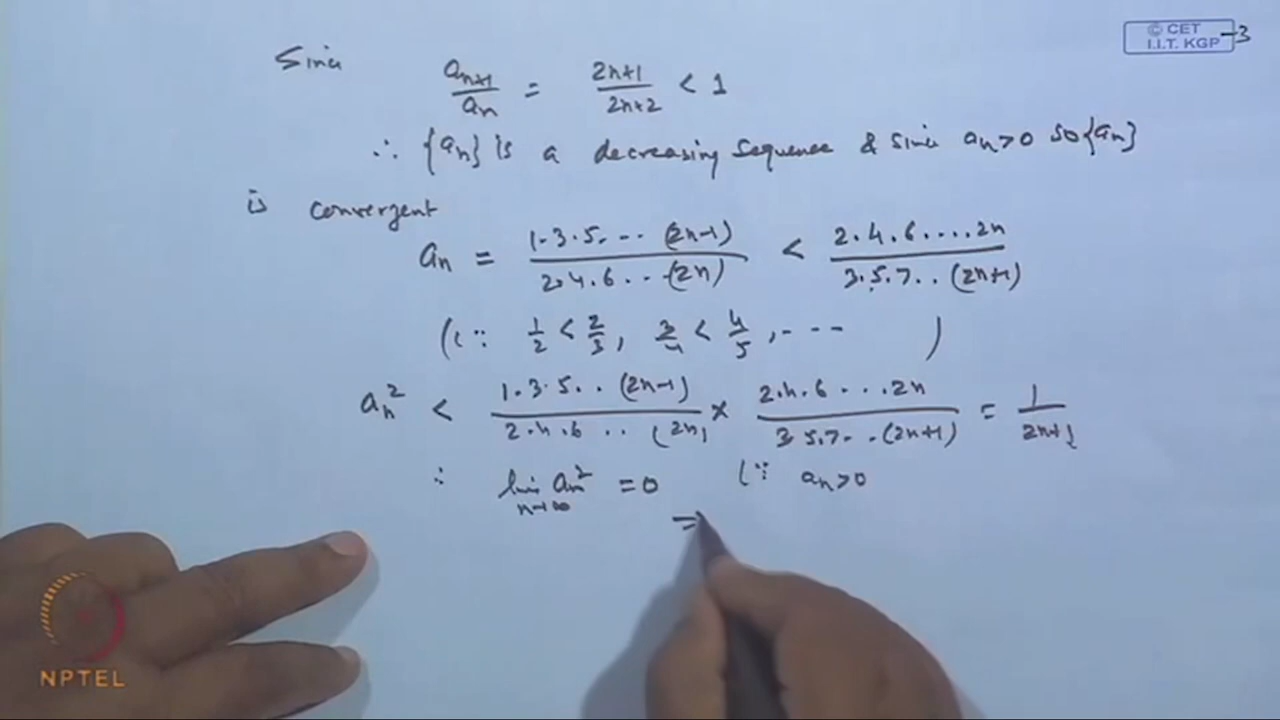 © CET
I.I.T. KGP
-3
Since a_{n+1}/a_n = 2n+1/2n+2 < 1
∴ {a_n} is a decreasing sequence & since a_n>0 so {a_n}
is convergent
a_n = 1.3.5.... (2n-1)/2.4.6...(2n) < 2.4.6.....2n/3.5.7..(2n+1)
(∵ 1/2 < 2/3, 3/4 < 4/5, ---- )
a_n^2 < 1.3.5..(2n-1)/2.4.6..(2n) × 2.4.6....2n/3.5.7-..(2n+1) = 1/2n+1
∴ lim_{n→∞} a_n^2 = 0 (∵ a_n>0
=
NPTEL